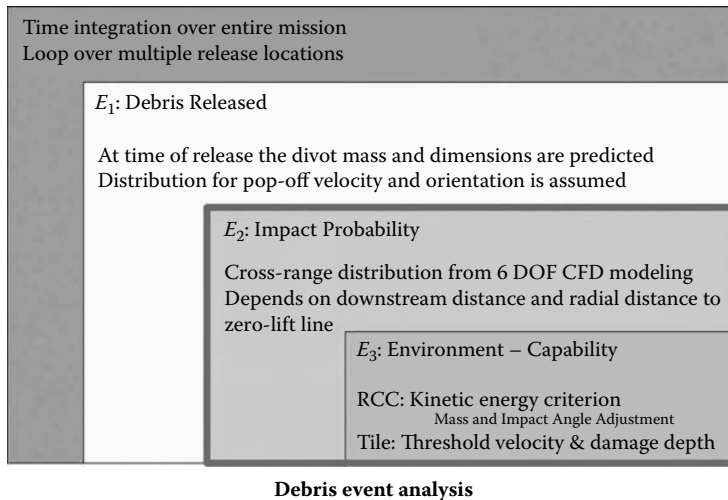 Time integration over entire mission
Loop over multiple release locations
E₁: Debris Released
At time of release the divot mass and dimensions are predicted
Distribution for pop-off velocity and orientation is assumed
E₂: Impact Probability
Cross-range distribution from 6 DOF CFD modeling
Depends on downstream distance and radial distance to
zero-lift line
E₃: Environment – Capability
RCC: Kinetic energy criterion
Mass and Impact Angle Adjustment
Tile: Threshold velocity & damage depth
Debris event analysis